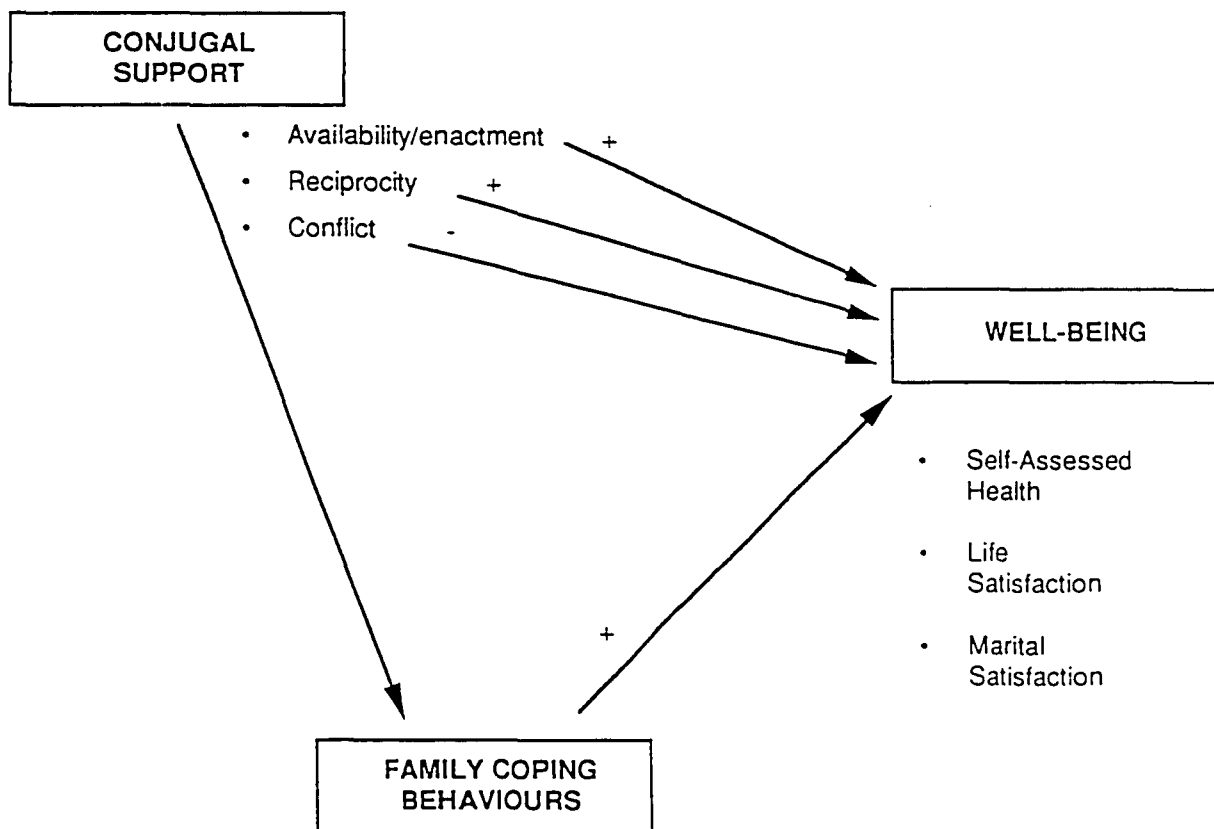 CONJUGAL
SUPPORT
• Availability/enactment +
• Reciprocity +
• Conflict -
WELL-BEING
• Self-Assessed
Health
• Life
Satisfaction
• Marital
Satisfaction
+
FAMILY COPING
BEHAVIOURS